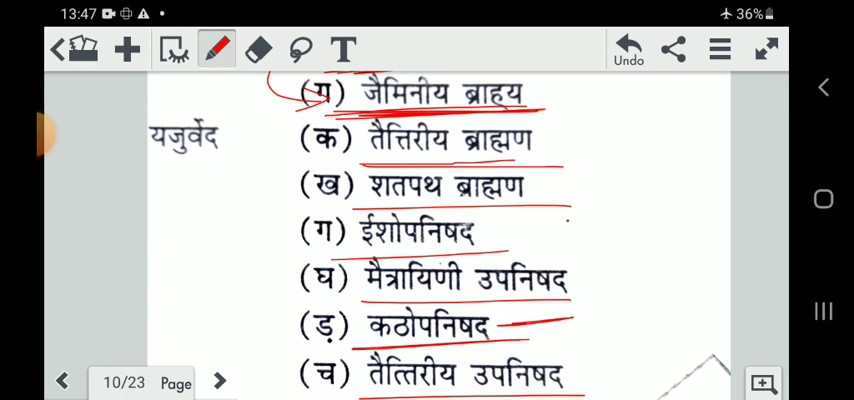 13:47 36%
T Undo
(ग) जैमिनीय ब्राह्य
यजुर्वेद (क) तैत्तिरीय ब्राह्मण
(ख) शतपथ ब्राह्मण
(ग) ईशोपनिषद
(घ) मैत्रायिणी उपनिषद
(ड़) कठोपनिषद
(च) तैत्तिरीय उपनिषद
10/23 Page